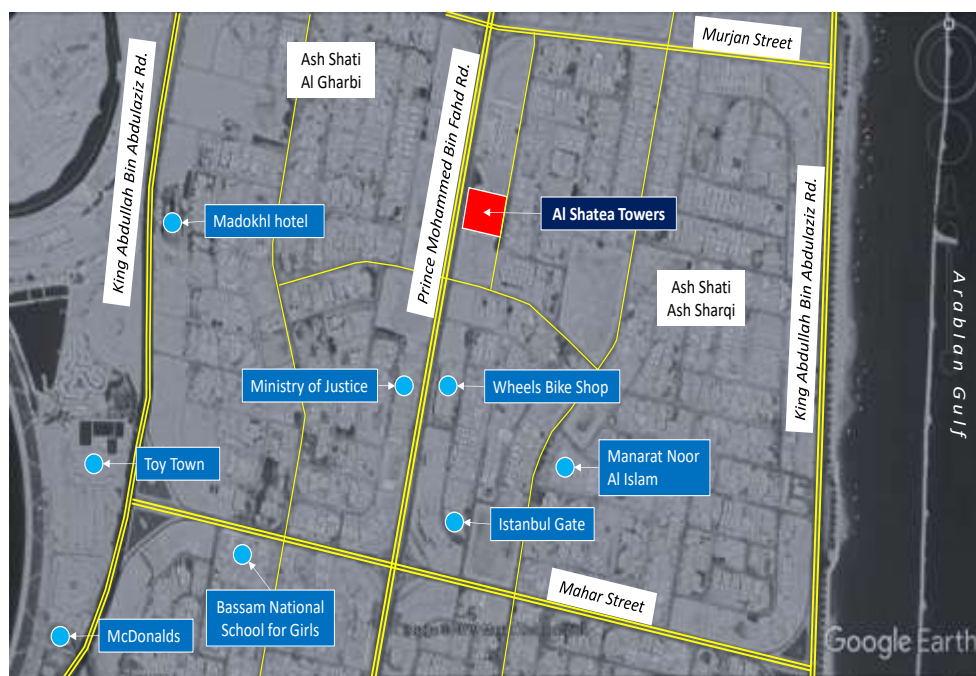 Murjan Street
Ash Shati
Al Gharbi
King Abdullah Bin Abdulaziz Rd.
Prince Mohammed Bin Fahd Rd.
Madokhl hotel
Al Shatea Towers
King Abdullah Bin Abdulaziz Rd.
Ash Shati
Ash Sharqi
Arabian Gulf
Ministry of Justice
Wheels Bike Shop
Toy Town
Manarat Noor
Al Islam
Istanbul Gate
Mahar Street
Bassam National
School for Girls
McDonalds
Google Earth